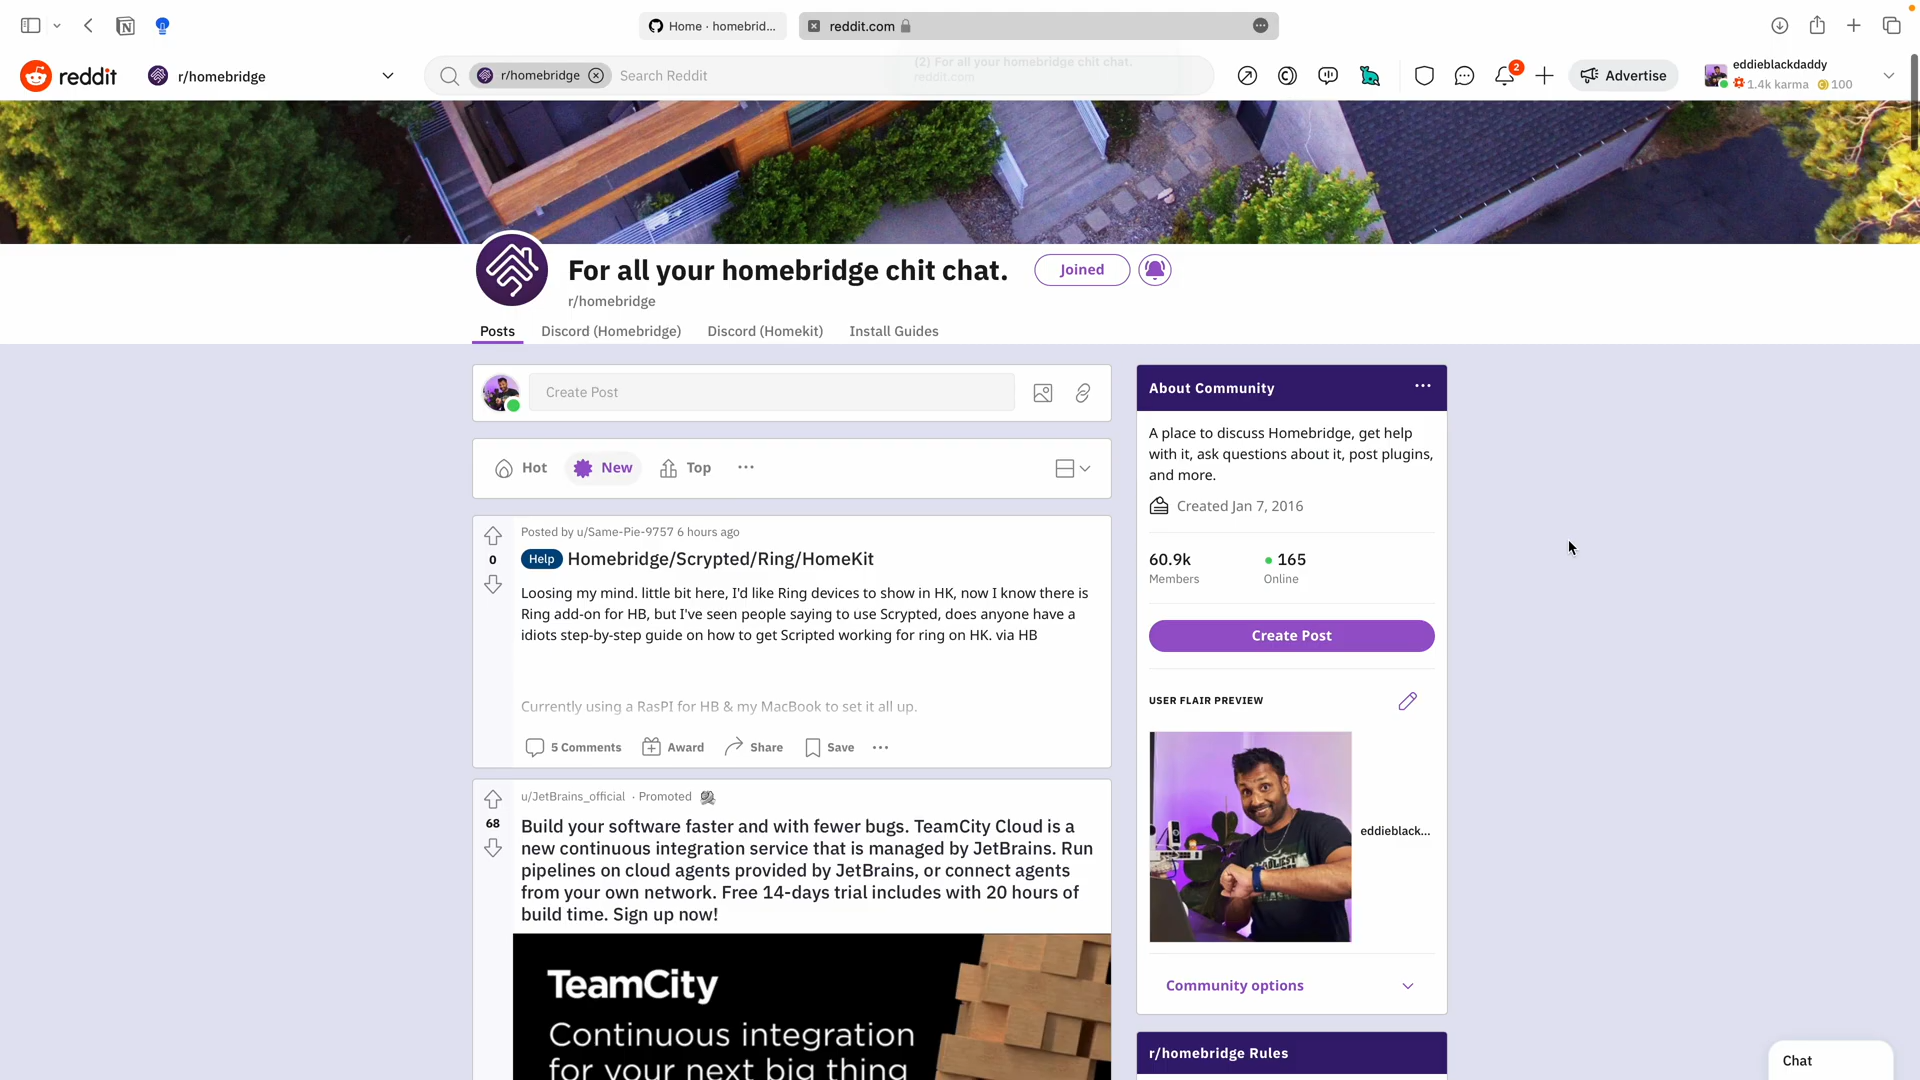 Home · homebrid...
reddit.com
(2) For all your homebridge chit chat.
reddit.com
reddit
r/homebridge
r/homebridge
Search Reddit
2
Advertise
eddieblackdaddy
1.4k karma
100
For all your homebridge chit chat.
Joined
r/homebridge
Posts
Discord (Homebridge)
Discord (Homekit)
Install Guides
Create Post
Hot
New
Top
Posted by u/Same-Pie-9757 6 hours ago
0
Help
Homebridge/Scrypted/Ring/HomeKit
Loosing my mind. little bit here, I'd like Ring devices to show in HK, now I know there is
Ring add-on for HB, but I've seen people saying to use Scrypted, does anyone have a
idiots step-by-step guide on how to get Scripted working for ring on HK. via HB
Currently using a RasPI for HB & my MacBook to set it all up.
5 Comments
Award
Share
Save
u/JetBrains_official · Promoted
68
Build your software faster and with fewer bugs. TeamCity Cloud is a
new continuous integration service that is managed by JetBrains. Run
pipelines on cloud agents provided by JetBrains, or connect agents
from your own network. Free 14-days trial includes with 20 hours of
build time. Sign up now!
TeamCity
Continuous integration
for your next big thing
About Community
A place to discuss Homebridge, get help
with it, ask questions about it, post plugins,
and more.
Created Jan 7, 2016
60.9k
165
Members
Online
Create Post
USER FLAIR PREVIEW
eddieblack...
Community options
r/homebridge Rules
Chat